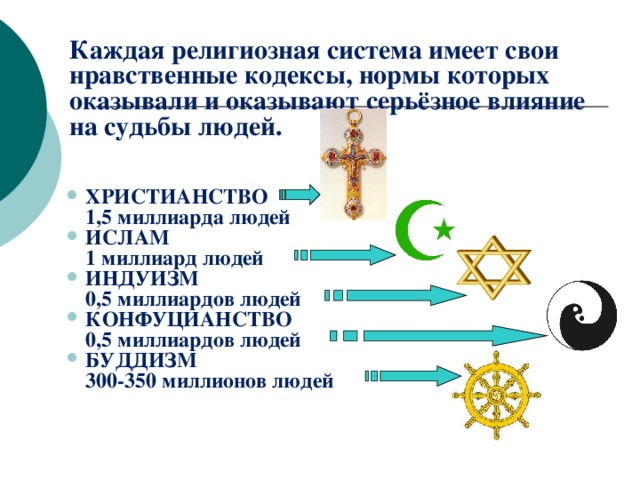 Каждая религиозная система имеет свои
нравственные кодексы, нормы которых
оказывали и оказывают серьёзное влияние
на судьбы людей.
ХРИСТИАНСТВО
1,5 миллиарда людей
ИСЛАМ
1 миллиард людей
ИНДУИЗМ
0,5 миллиардов людей
КОНФУЦИАНСТВО
0,5 миллиардов людей
БУДДИЗМ
300-350 миллионов людей